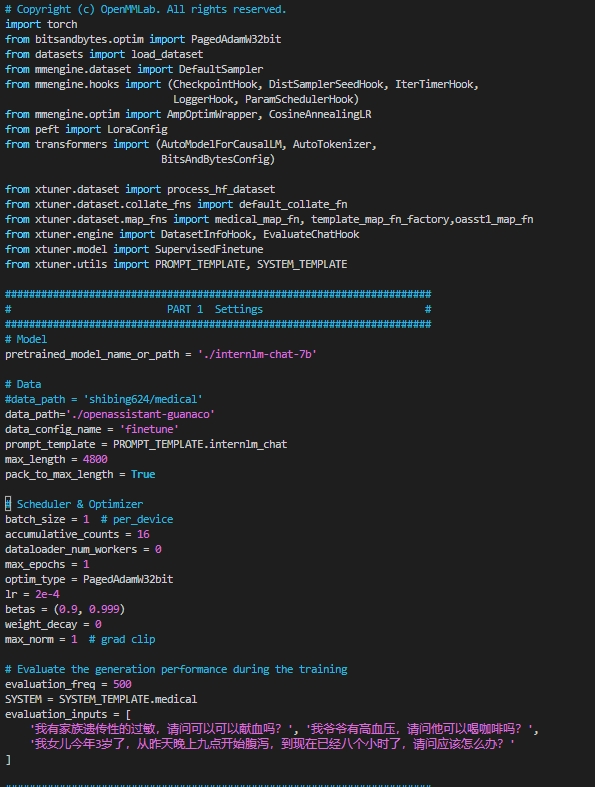 # Copyright (c) OpenMMLab. All rights reserved.
import torch
from bitsandbytes.optim import PagedAdamW32bit
from datasets import load_dataset
from mmengine.dataset import DefaultSampler
from mmengine.hooks import (CheckpointHook, DistSamplerSeedHook, IterTimerHook,
                            LoggerHook, ParamSchedulerHook)
from mmengine.optim import AmpOptimWrapper, CosineAnnealingLR
from peft import LoraConfig
from transformers import (AutoModelForCausalLM, AutoTokenizer,
                          BitsAndBytesConfig)
from xtuner.dataset import process_hf_dataset
from xtuner.dataset.collate_fns import default_collate_fn
from xtuner.dataset.map_fns import medical_map_fn, template_map_fn_factory,oasst1_map_fn
from xtuner.engine import DatasetInfoHook, EvaluateChatHook
from xtuner.model import SupervisedFinetune
from xtuner.utils import PROMPT_TEMPLATE, SYSTEM_TEMPLATE
#######################################################################
#                          PART 1  Settings                           #
#######################################################################
# Model
pretrained_model_name_or_path = './internlm-chat-7b'
# Data
#data_path = 'shibing624/medical'
data_path='./openassistant-guanaco'
data_config_name = 'finetune'
prompt_template = PROMPT_TEMPLATE.internlm_chat
max_length = 4800
pack_to_max_length = True
# Scheduler & Optimizer
batch_size = 1  # per_device
accumulative_counts = 16
dataloader_num_workers = 0
max_epochs = 1
optim_type = PagedAdamW32bit
lr = 2e-4
betas = (0.9, 0.999)
weight_decay = 0
max_norm = 1  # grad clip
# Evaluate the generation performance during the training
evaluation_freq = 500
SYSTEM = SYSTEM_TEMPLATE.medical
evaluation_inputs = [
    '我有家族遗传性的过敏，请问可以可以献血吗？', '我爷爷有高血压，请问他可以喝咖啡吗？',
    '我女儿今年3岁了，从昨天晚上九点开始腹泻，到现在已经八个小时了，请问应该怎么办？'
]
#######################################################################